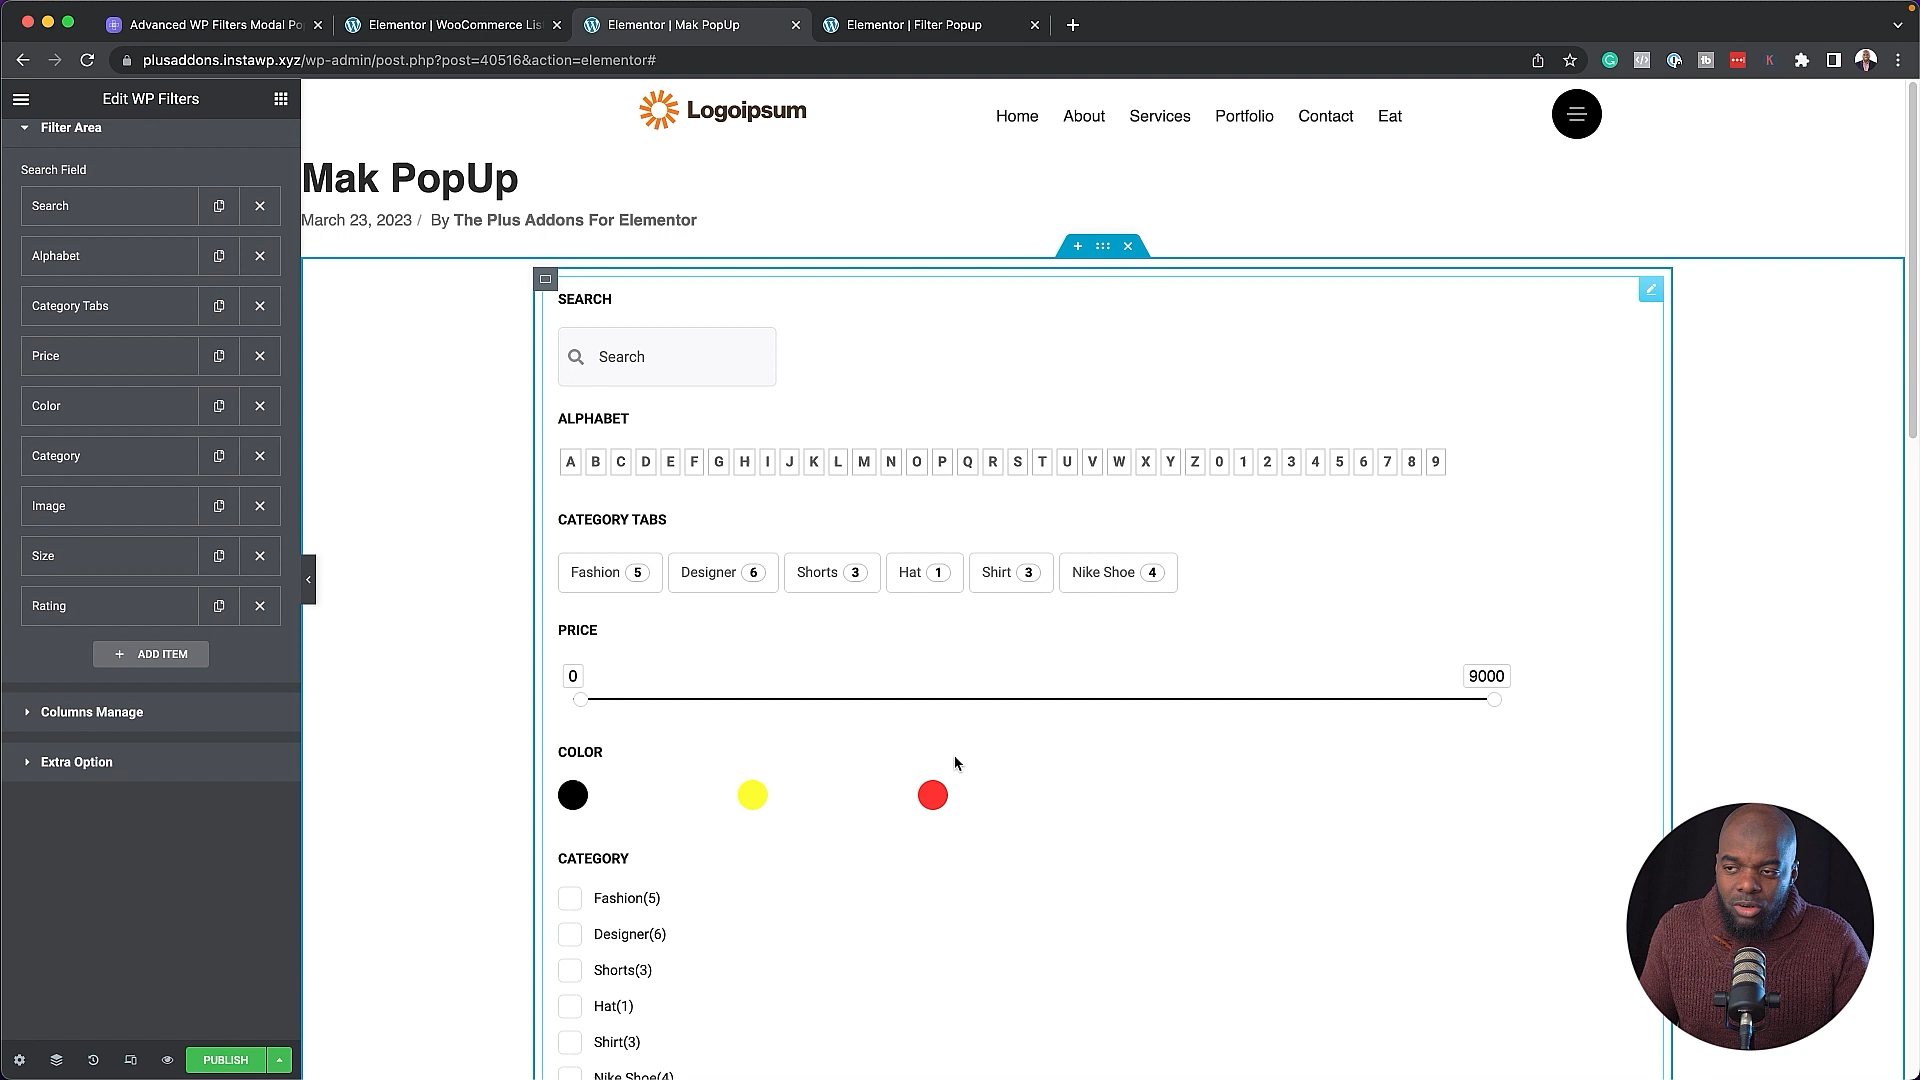 Advanced WP Filters Modal Po
Elementor | WooCommerce Lis
Elementor | Mak PopUp
Elementor | Filter Popup
plusaddons.instawp.xyz/wp-admin/post.php?post=40516&action=elementor#
Edit WP Filters
Filter Area
Search Field
Search
Alphabet
Category Tabs
Price
Color
Category
Image
Size
Rating
+ ADD ITEM
Columns Manage
Extra Option
PUBLISH
Logoipsum
Home About Services Portfolio Contact Eat
Mak PopUp
March 23, 2023 / By The Plus Addons For Elementor
SEARCH
Search
ALPHABET
A B C D E F G H I J K L M N O P Q R S T U V W X Y Z 0 1 2 3 4 5 6 7 8 9
CATEGORY TABS
Fashion 5 Designer 6 Shorts 3 Hat 1 Shirt 3 Nike Shoe 4
PRICE
0 9000
COLOR
CATEGORY
Fashion(5)
Designer(6)
Shorts(3)
Hat(1)
Shirt(3)
Nike Shoe(4)